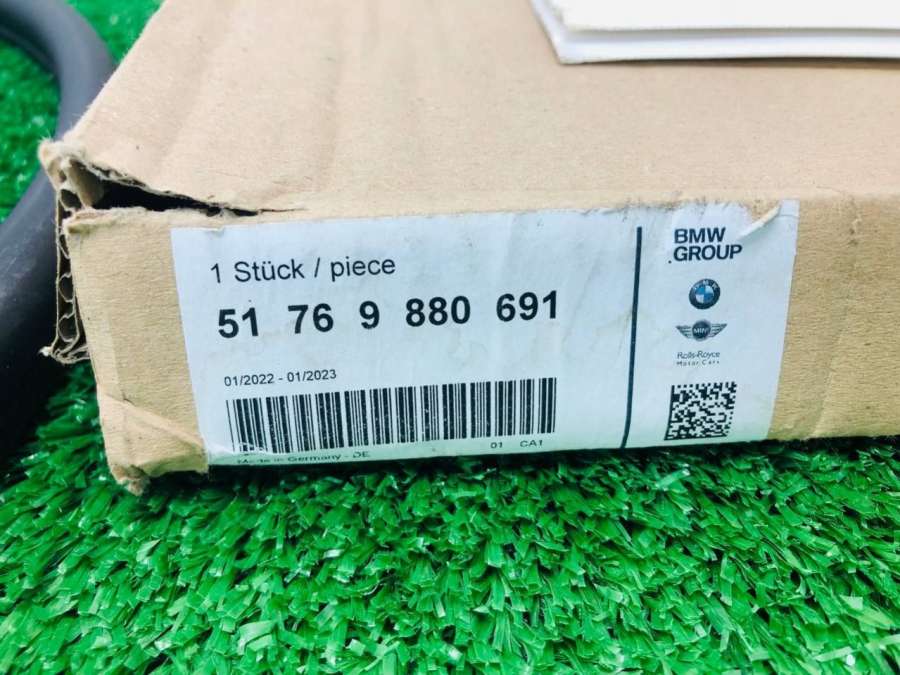 1 Stück / piece
51 76 9 880 691
01/2022 - 01/2023
01 CA1
Made in Germany - DE
BMW
GROUP
MINI
Rolls-Royce
Motor Cars